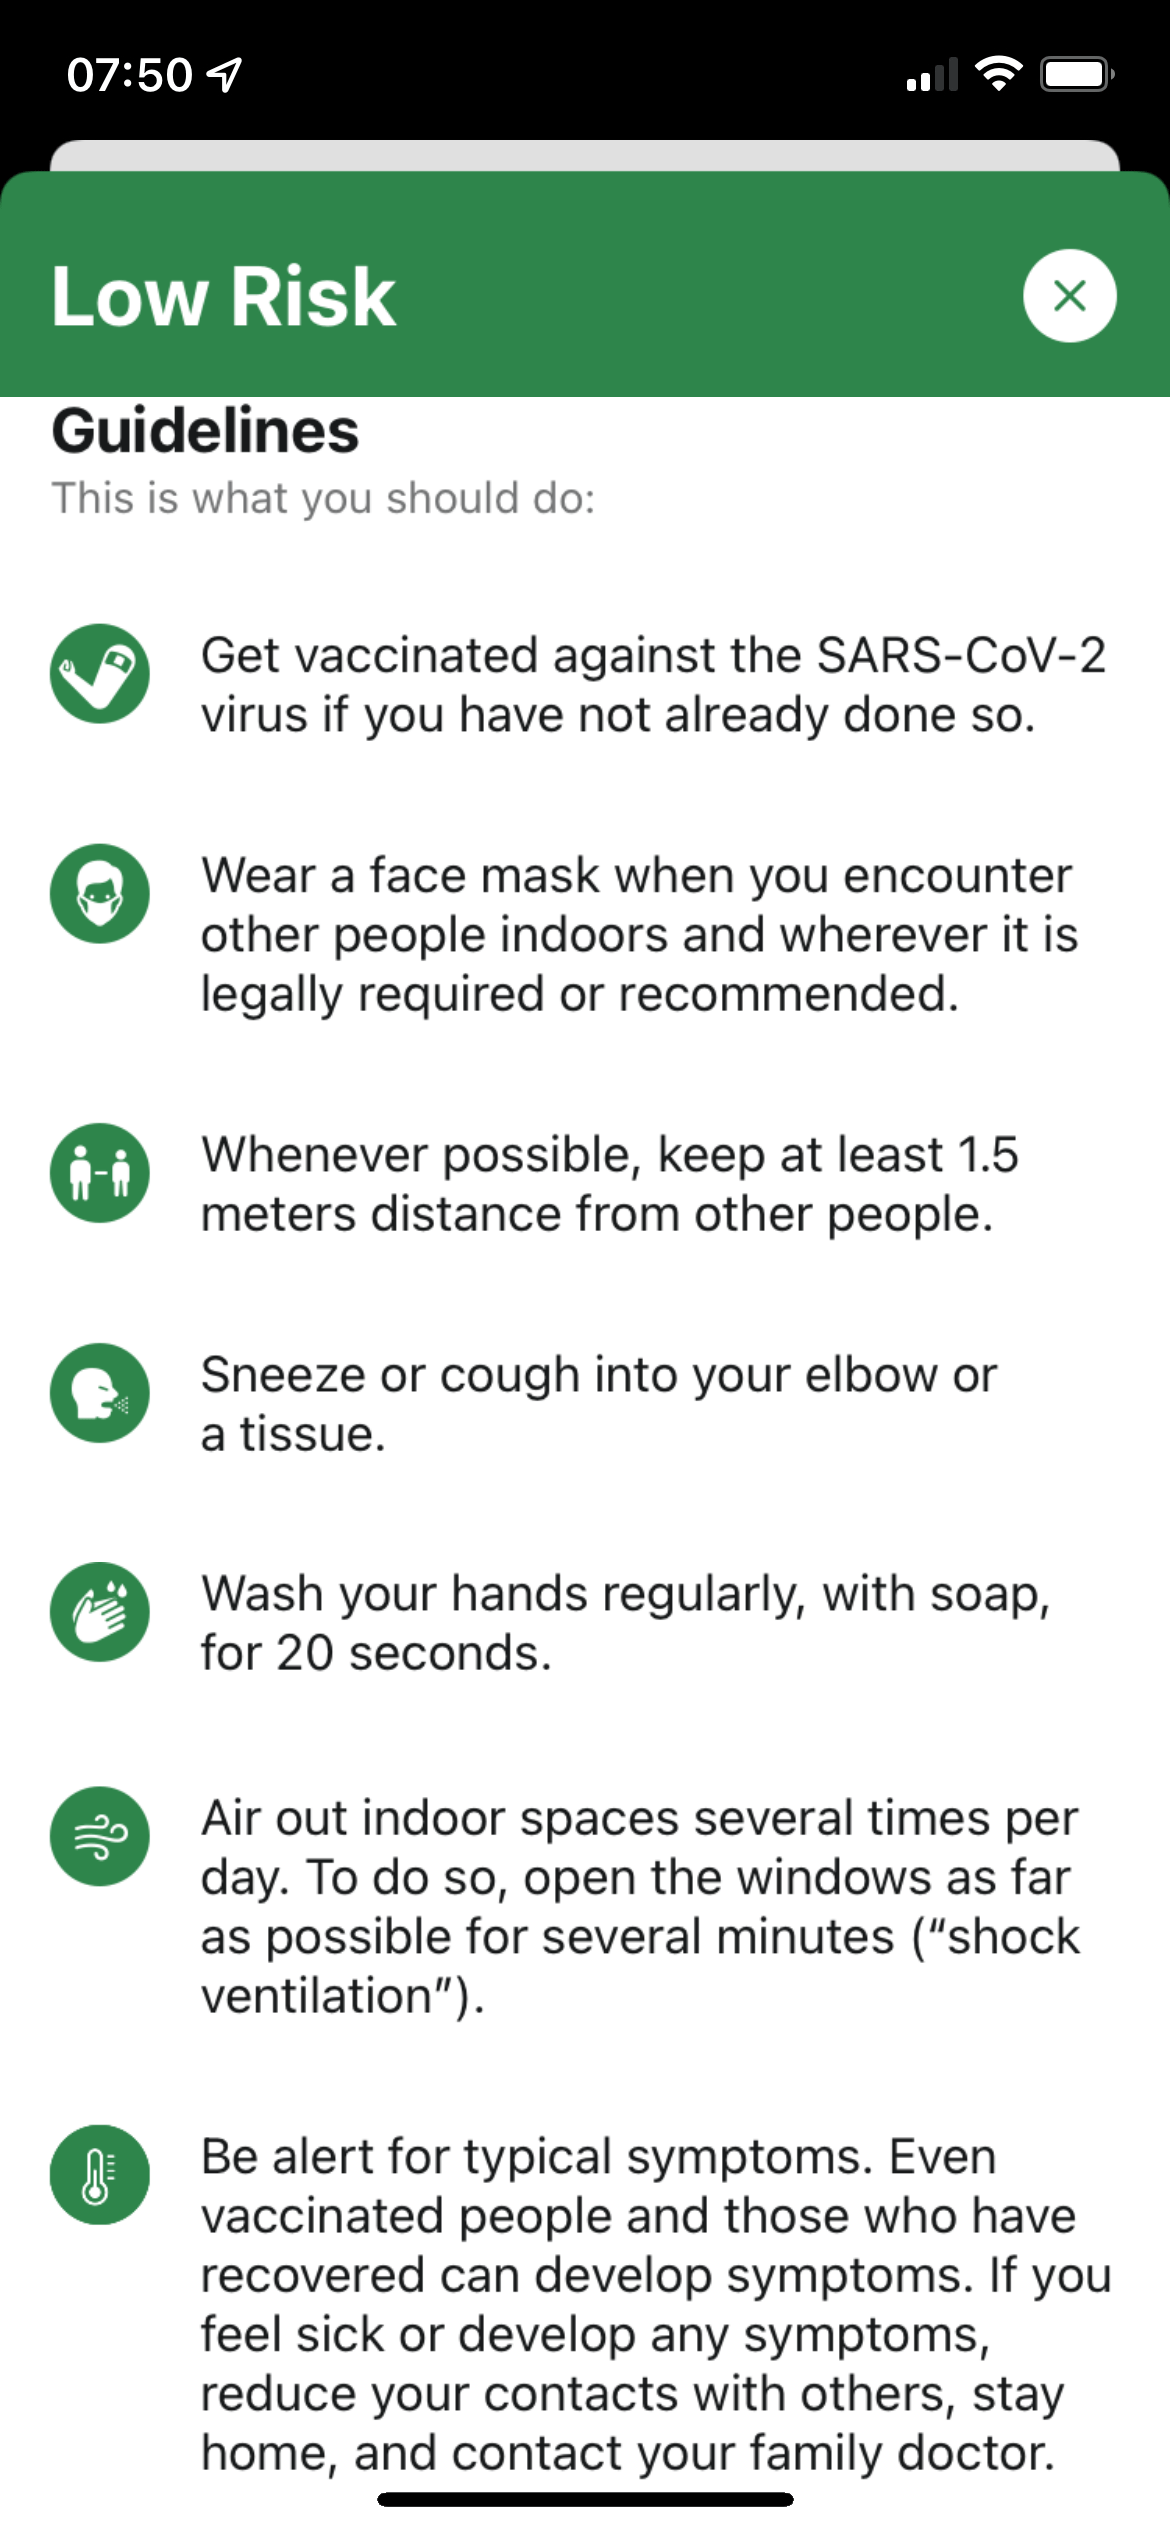 07:50
Low Risk
Guidelines
This is what you should do:
Get vaccinated against the SARS-CoV-2
virus if you have not already done so.
Wear a face mask when you encounter
other people indoors and wherever it is
legally required or recommended.
Whenever possible, keep at least 1.5
meters distance from other people.
Sneeze or cough into your elbow or
a tissue.
Wash your hands regularly, with soap,
for 20 seconds.
Air out indoor spaces several times per
day. To do so, open the windows as far
as possible for several minutes (“shock
ventilation”).
Be alert for typical symptoms. Even
vaccinated people and those who have
recovered can develop symptoms. If you
feel sick or develop any symptoms,
reduce your contacts with others, stay
home, and contact your family doctor.